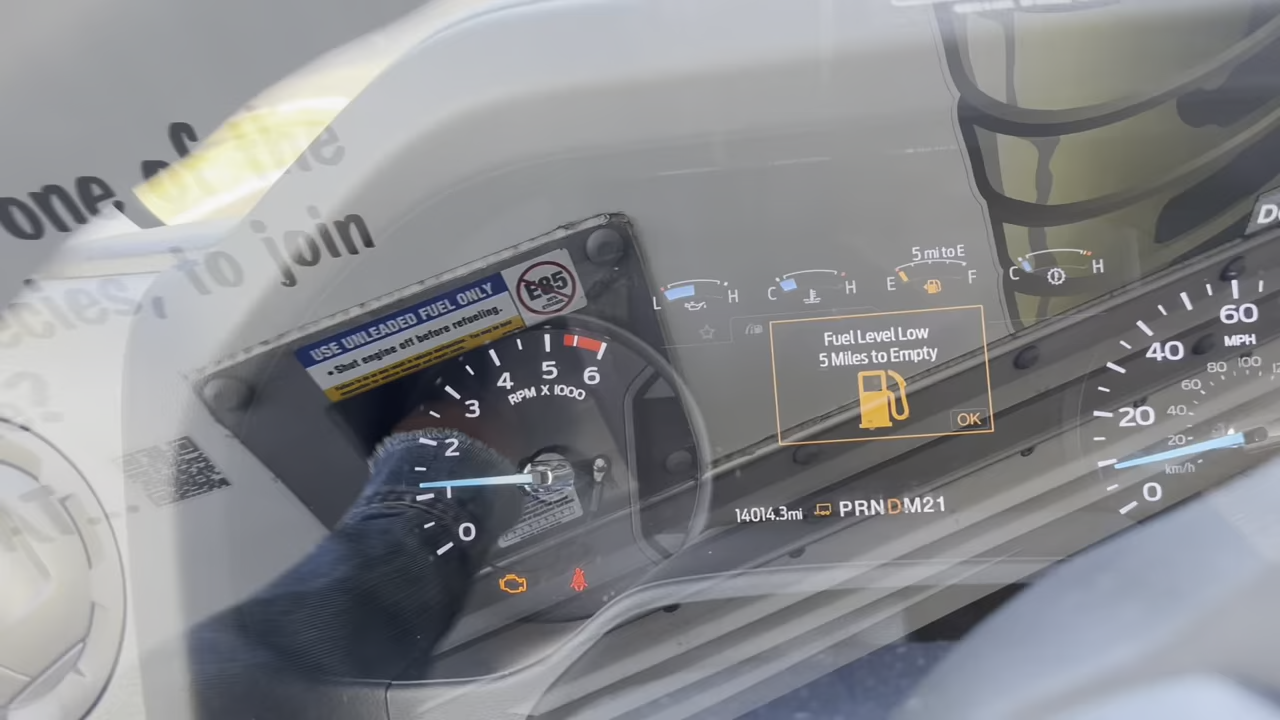 one of the
to join
USE UNLEADED FUEL ONLY
• Shut engine off before refueling.
E85
5 mi to E
L H
C H
E F
C H
Fuel Level Low
5 Miles to Empty
OK
0 2 3 4 5 6
RPM X 1000
0 20 40 60
MPH
20 40 60 80 100
km/h
14014.3mi PRNDM21